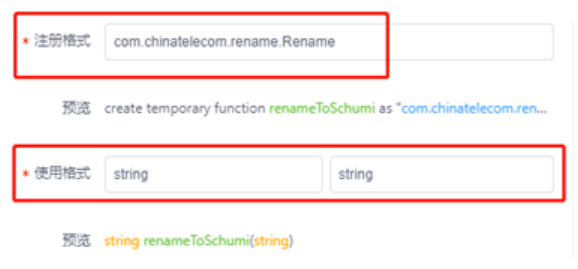 * 注册格式 com.chinatelecom.rename.Rename
预览 create temporary function renameToSchumi as "com.chinatelecom.ren...
* 使用格式 string string
预览 string renameToSchumi(string)